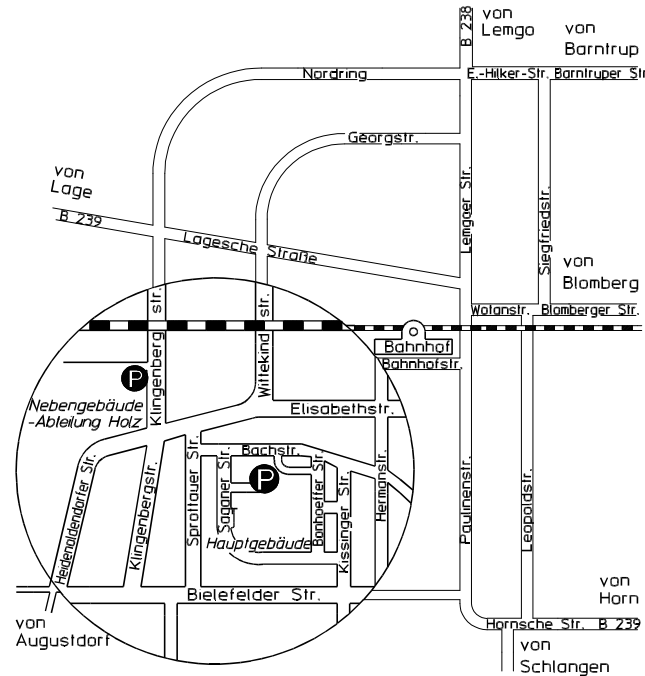 B 238
von
Lemgo
von
Barntrup
Nordring
E.-Hilker-Str.
Barntruper Str
Georgstr.
von
Lage
B 239
Lagesche Straße
Lemgoer Str.
Siegfriedstr.
von
Blomberg
Wotanstr.
Blomberger Str.
Klingenberg str.
Wittekind str.
Bahnhof
Bahnhofstr.
P
Nebengebäude
-Abteilung Holz
Elisabethstr.
Heidenoldendorfer Str.
Klingenbergstr.
Sprottauer Str.
Saganer Str.
Bachstr.
P
Bonhoeffer Str.
Kissinger Str.
Hermanstr.
Paulinenstr.
Leopoldstr.
Hauptgebäude
Bielefelder Str.
von
Augustdorf
von
Horn
Hornsche Str.
B 239
von
Schlangen